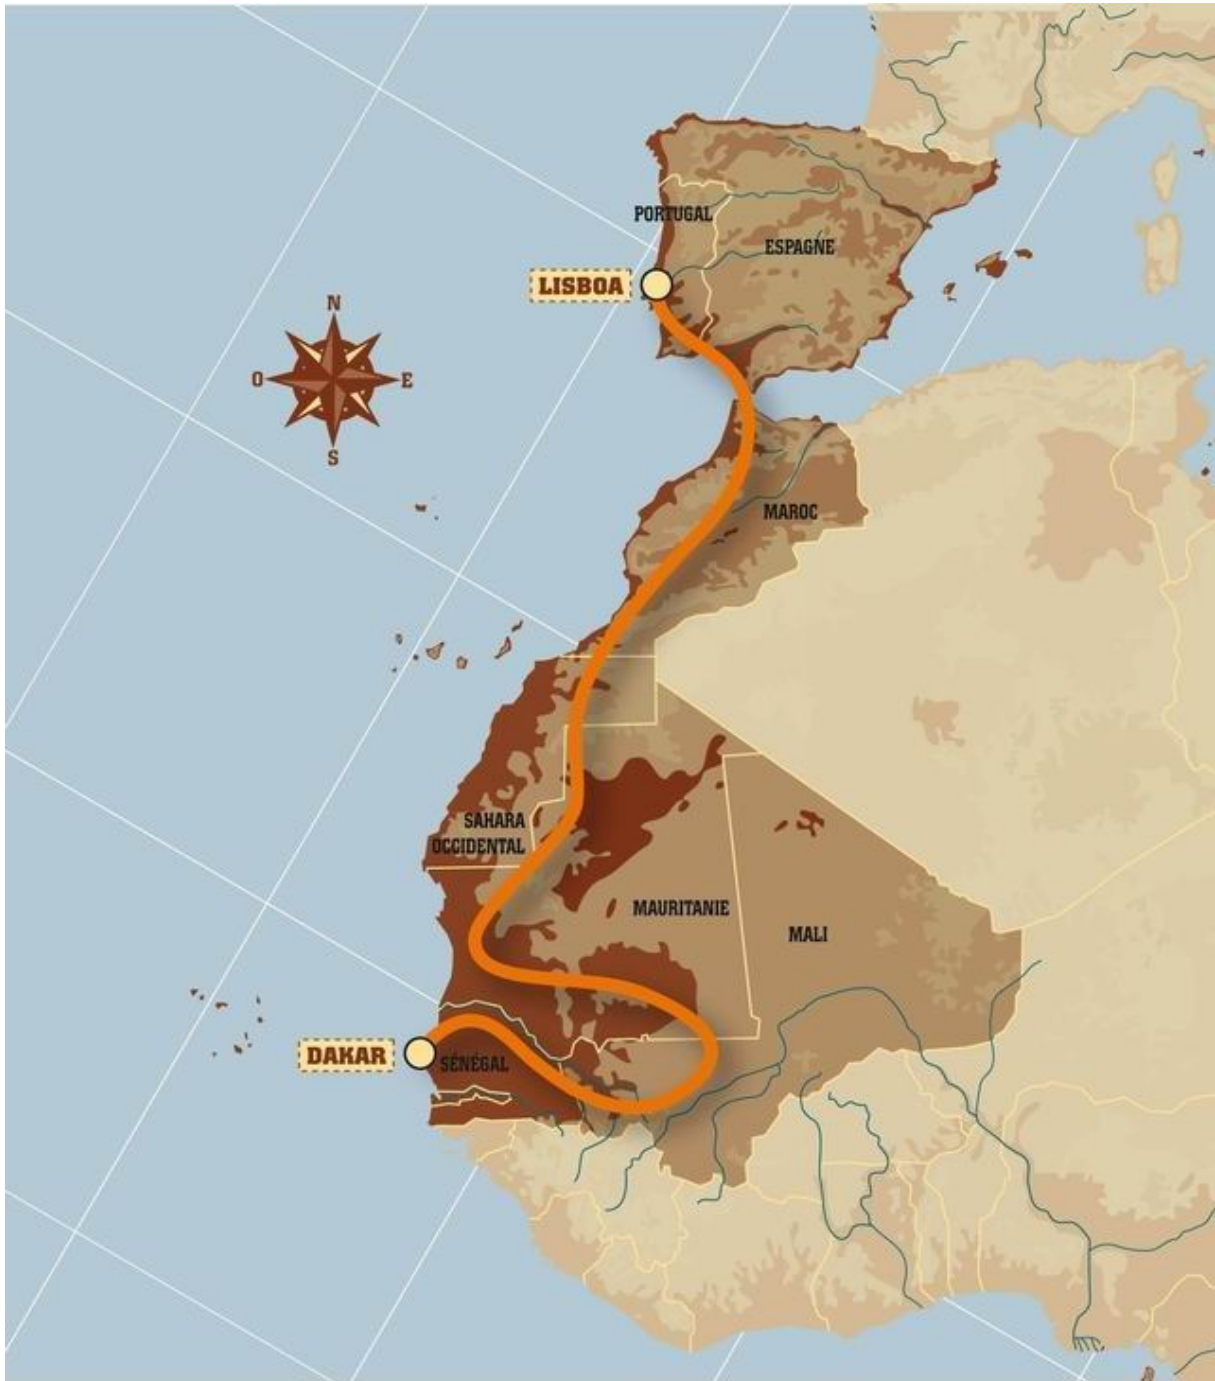 PORTUGAL
ESPAGNE
LISBOA
N
O
E
S
MAROC
SAHARA
OCCIDENTAL
MAURITANIE
MALI
DAKAR
SÉNÉGAL